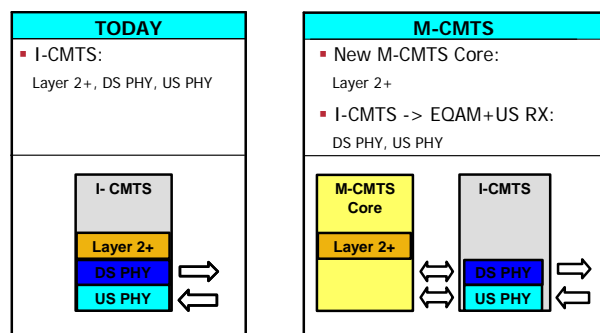 TODAY
▪ I-CMTS:
Layer 2+, DS PHY, US PHY
I- CMTS
Layer 2+
DS PHY
US PHY
M-CMTS
▪ New M-CMTS Core:
Layer 2+
▪ I-CMTS -> EQAM+US RX:
DS PHY, US PHY
M-CMTS
Core
Layer 2+
I-CMTS
DS PHY
US PHY